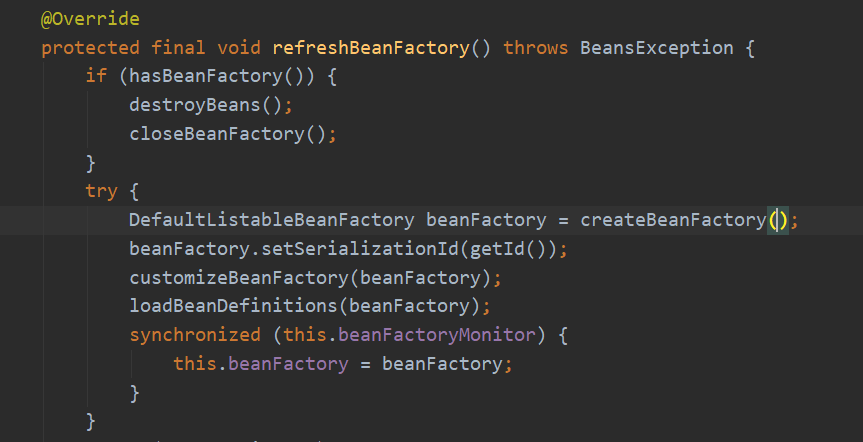 @Override
protected final void refreshBeanFactory() throws BeansException {
if (hasBeanFactory()) {
destroyBeans();
closeBeanFactory();
}
try {
DefaultListableBeanFactory beanFactory = createBeanFactory();
beanFactory.setSerializationId(getId());
customizeBeanFactory(beanFactory);
loadBeanDefinitions(beanFactory);
synchronized (this.beanFactoryMonitor) {
this.beanFactory = beanFactory;
}
}